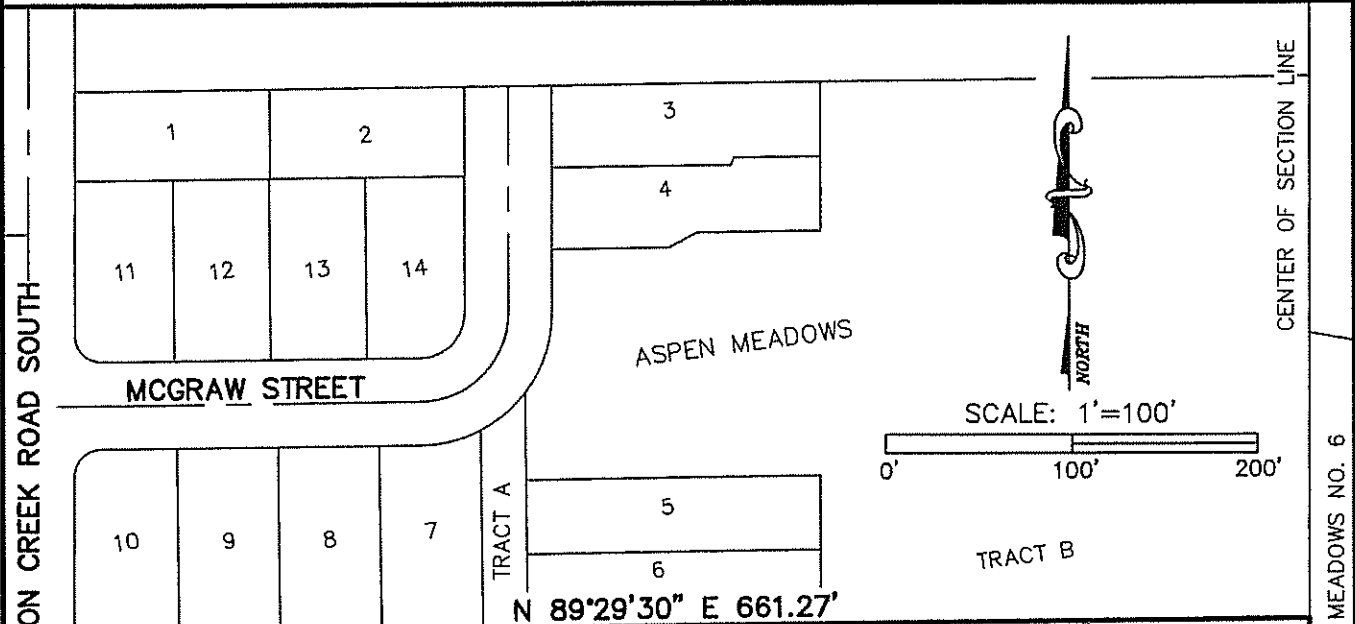 CENTER OF SECTION LINE
1
2
3
4
11
12
13
14
ON CREEK ROAD SOUTH
ASPEN MEADOWS
NORTH
MCGRAW STREET
SCALE: 1'=100'
0'
100'
200'
MEADOWS NO. 6
10
9
8
7
TRACT A
5
6
TRACT B
N 89°29'30" E 661.27'